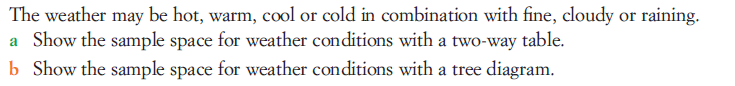 The weather may be hot, warm, cool or cold in combination with fine, cloudy or raining.
a Show the sample space for weather conditions with a two-way table.
b Show the sample space for weather conditions with a tree diagram.